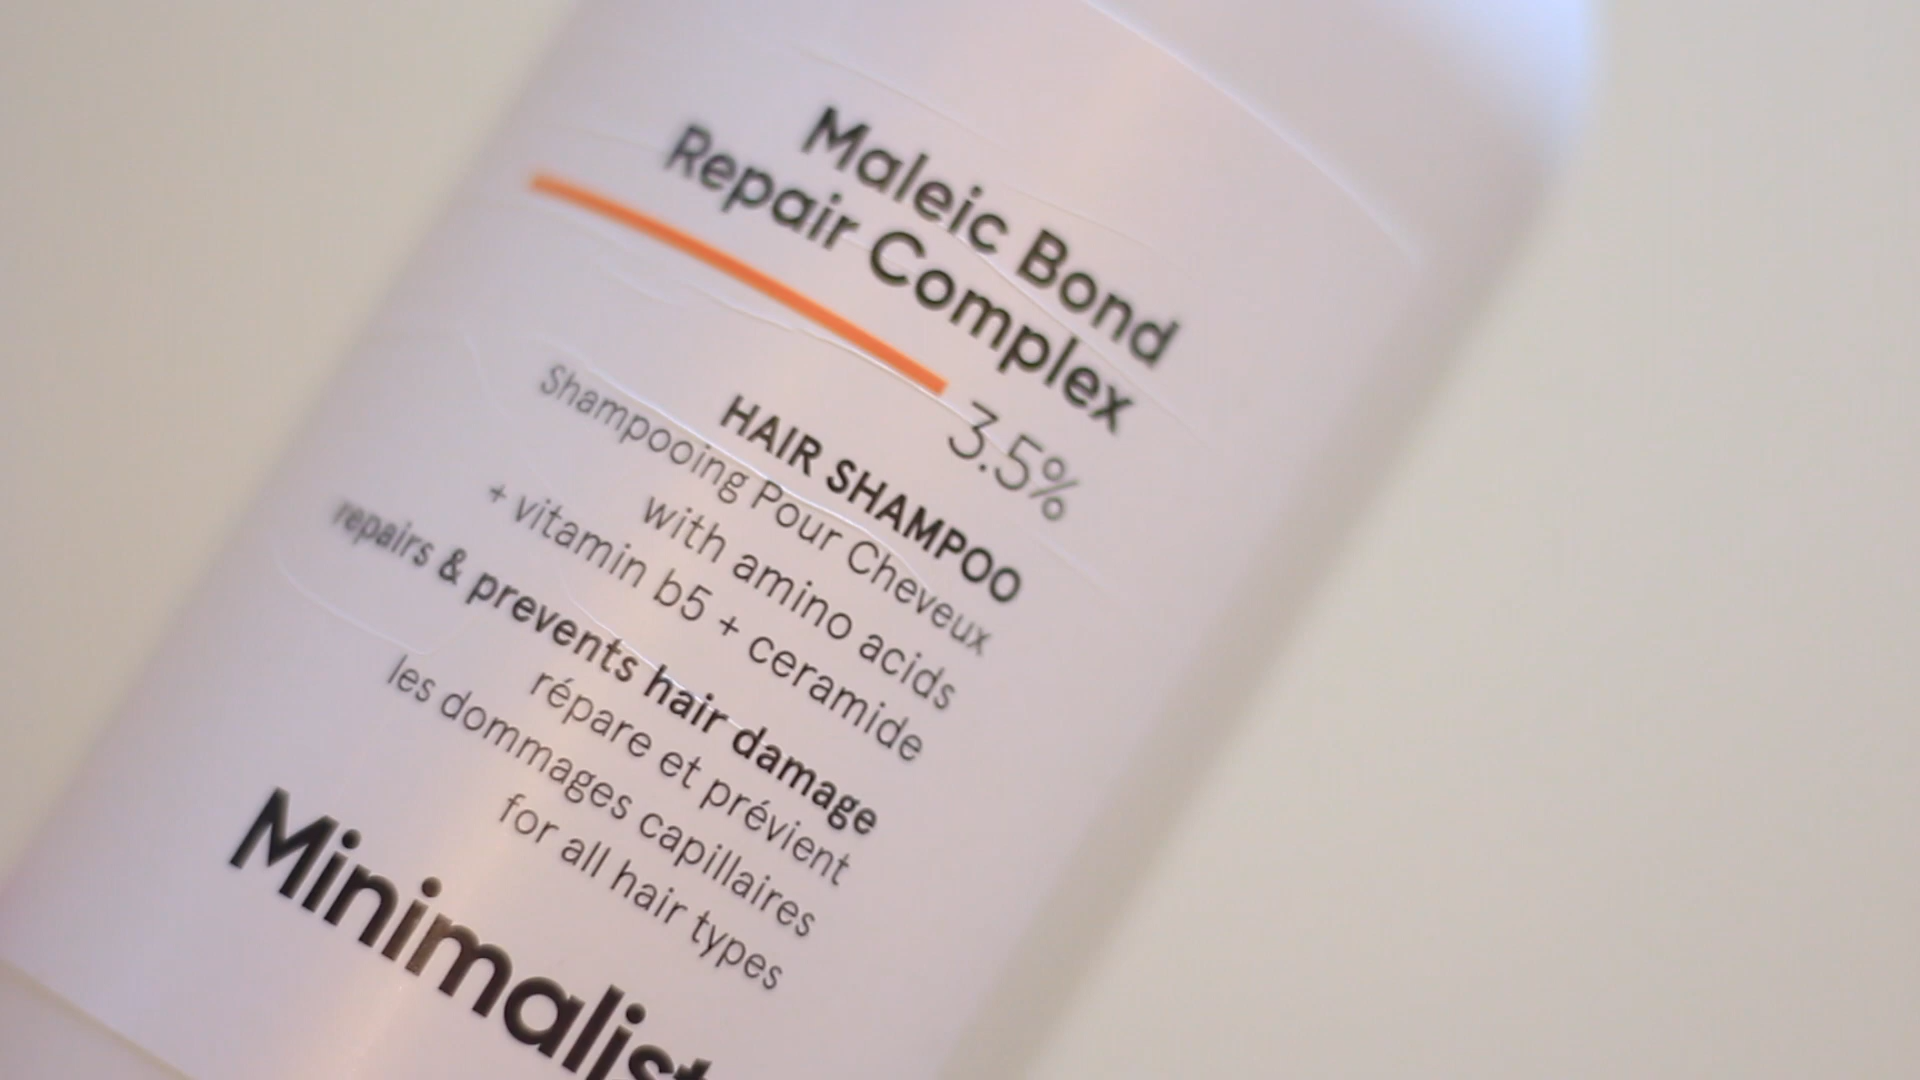 Maleic Bond
Repair Complex
3.5%
HAIR SHAMPOO
Shampooing Pour Cheveux
with amino acids
+ vitamin b5 + ceramide
repairs & prevents hair damage
répare et prévient
les dommages capillaires
for all hair types
Minimalist